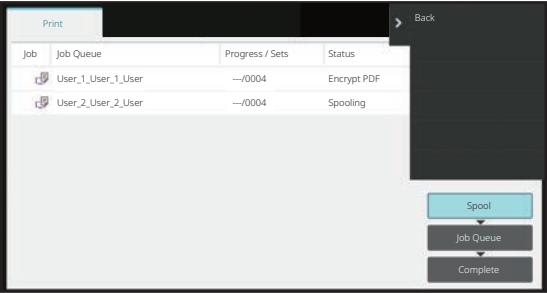 Print
Back
Job Job Queue Progress / Sets Status
User_1_User_1_User ---/0004 Encrypt PDF
User_2_User_2_User ---/0004 Spooling
Spool
Job Queue
Complete